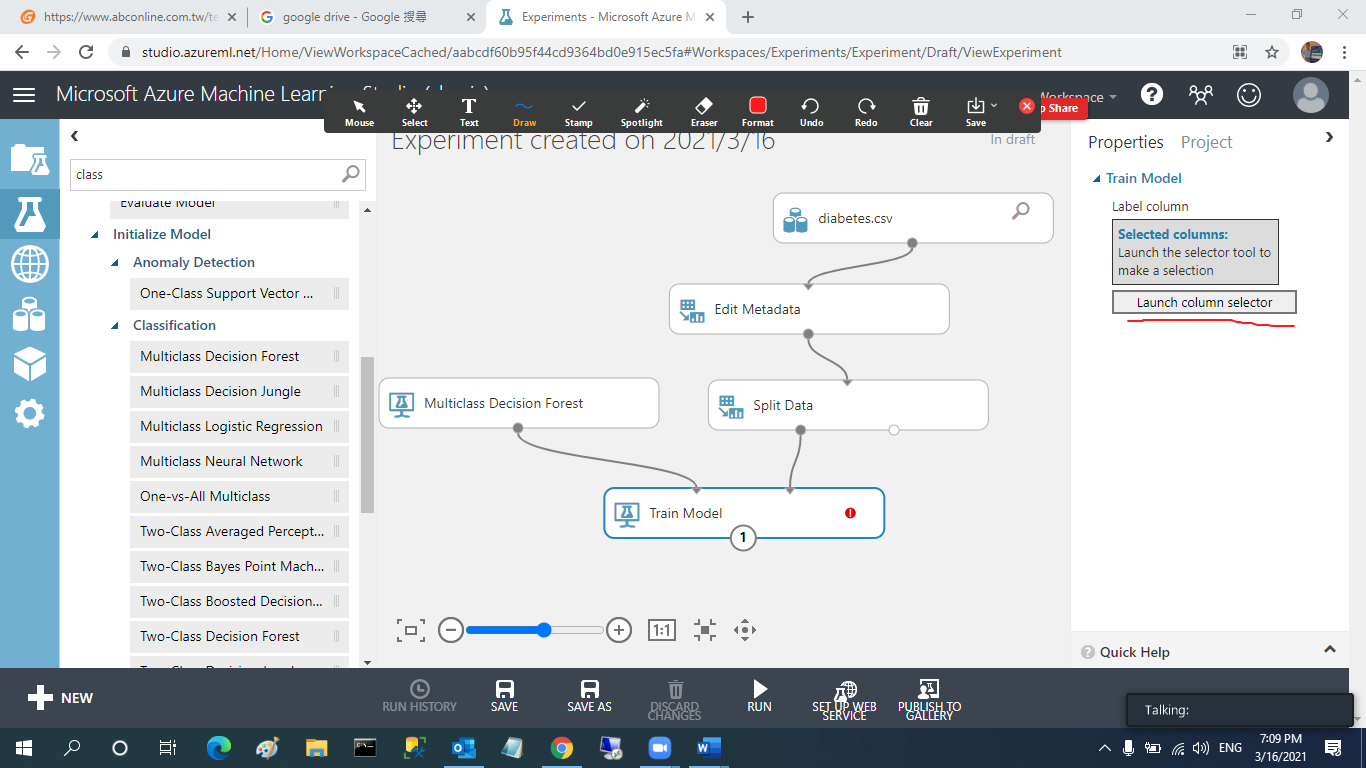 https://www.abconline.com.tw/te
google drive - Google 搜尋
Experiments - Microsoft Azure M
studio.azureml.net/Home/ViewWorkspaceCached/aabcdf60b95f44cd9364bd0e915ec5fa#Workspaces/Experiments/Experiment/Draft/ViewExperiment
Microsoft Azure Machine Learning
Workspace
Mouse
Select
Text
Draw
Stamp
Spotlight
Eraser
Format
Undo
Redo
Clear
Save
Share
class
Experiment created on 2021/3/16
In draft
Properties
Project
Evaluate Model
Initialize Model
Anomaly Detection
One-Class Support Vector ...
Classification
Multiclass Decision Forest
Multiclass Decision Jungle
Multiclass Logistic Regression
Multiclass Neural Network
One-vs-All Multiclass
Two-Class Averaged Percept...
Two-Class Bayes Point Mach...
Two-Class Boosted Decision...
Two-Class Decision Forest
diabetes.csv
Edit Metadata
Multiclass Decision Forest
Split Data
Train Model
1
1:1
Train Model
Label column
Selected columns:
Launch the selector tool to
make a selection
Launch column selector
Quick Help
NEW
RUN HISTORY
SAVE
SAVE AS
DISCARD
CHANGES
RUN
SET UP WEB
SERVICE
PUBLISH TO
GALLERY
Talking:
ENG
7:09 PM
3/16/2021